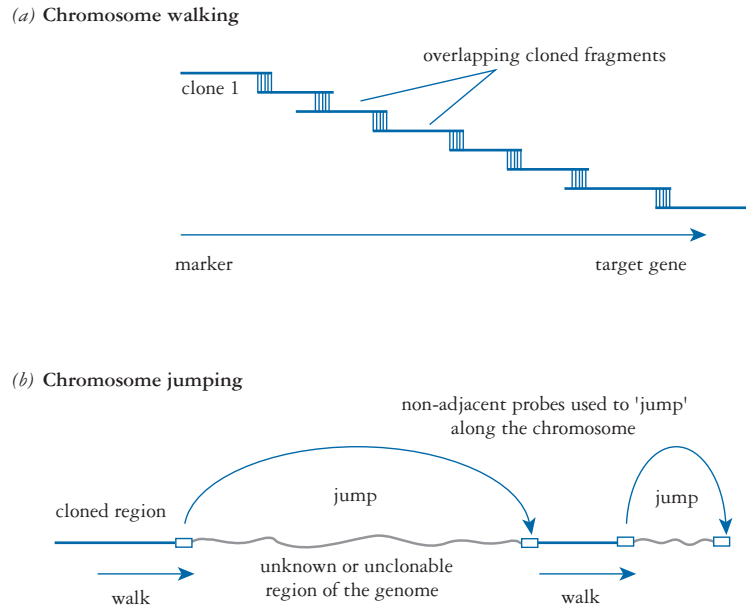 (a) Chromosome walking
overlapping cloned fragments
clone 1
marker
target gene
(b) Chromosome jumping
non-adjacent probes used to 'jump'
along the chromosome
cloned region
jump
jump
unknown or unclonable
region of the genome
walk
walk